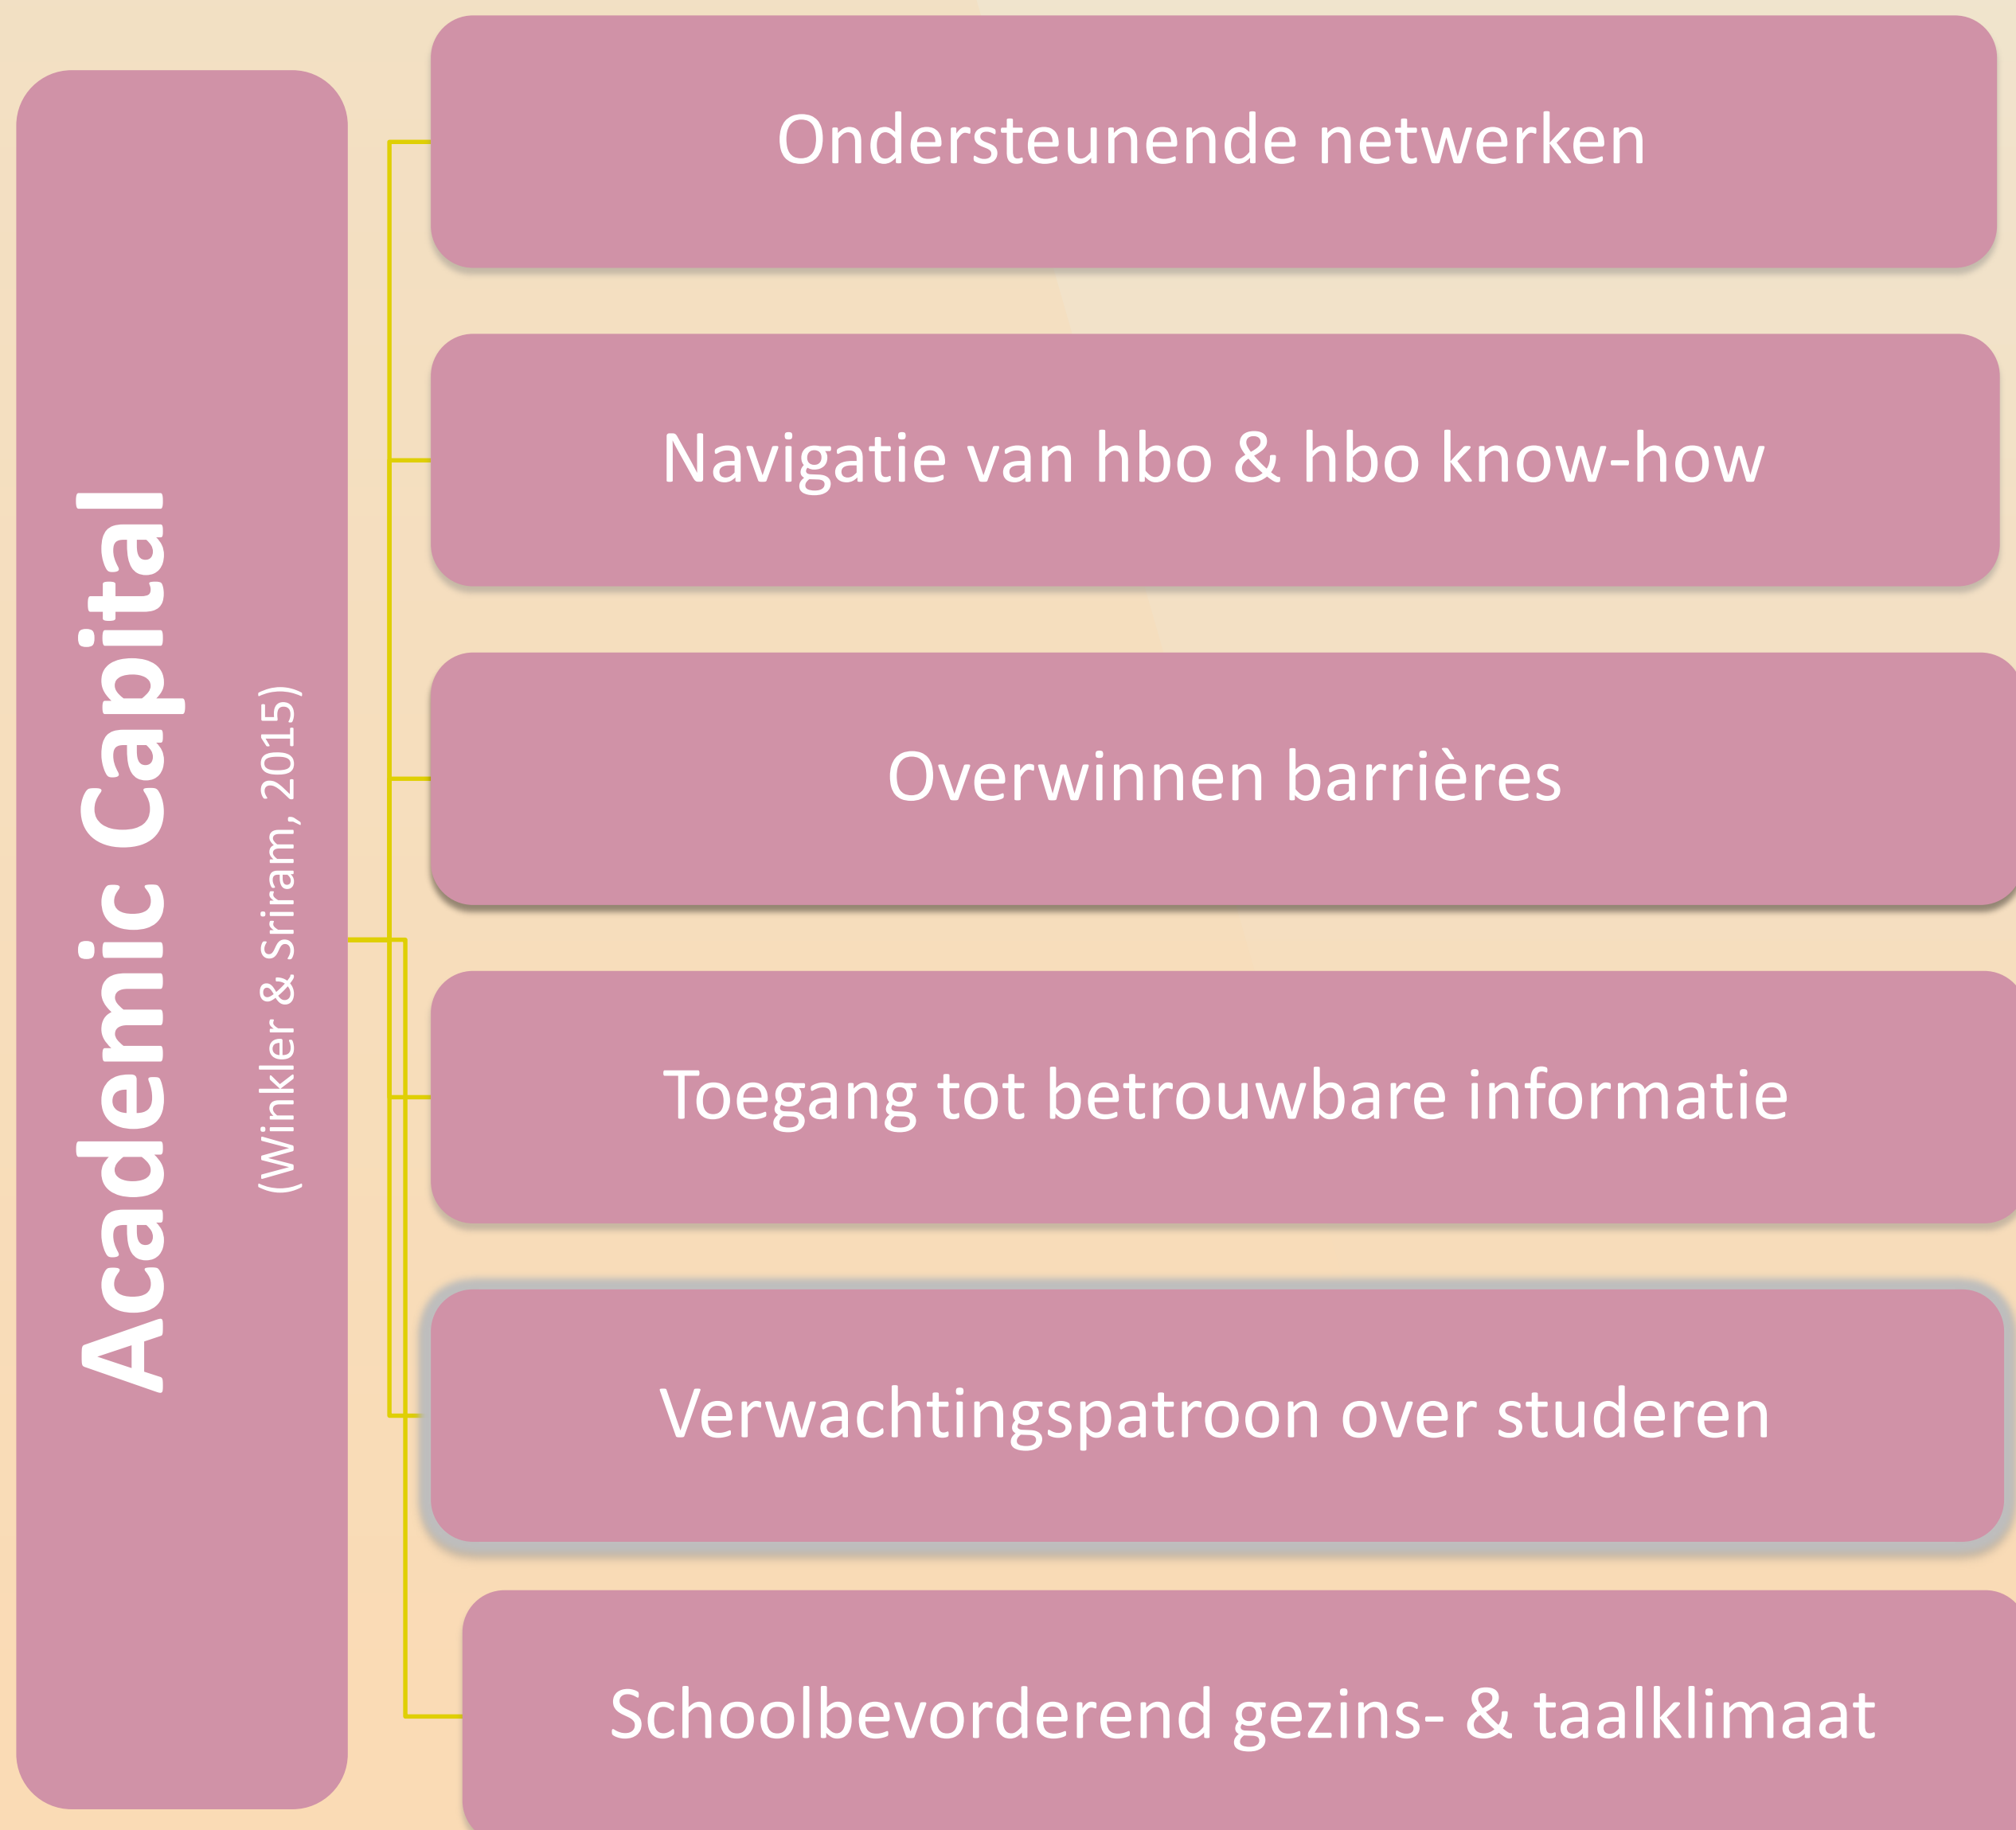 Academic Capital
(Winkler & Sriram, 2015)
Ondersteunende netwerken
Navigatie van hbo & hbo know-how
Overwinnen barrières
Toegang tot betrouwbare informatie
Verwachtingspatroon over studeren
Schoolbevorderend gezins- & taalklimaat